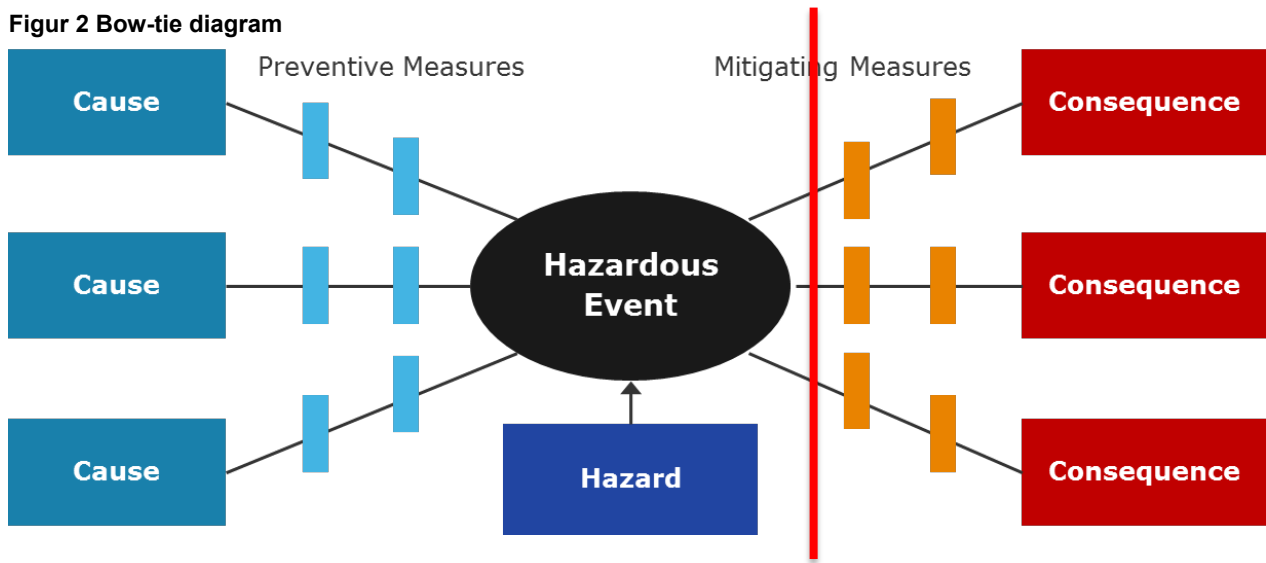 Figur 2 Bow-tie diagram
Preventive Measures
Mitigating Measures
Cause
Consequence
Cause
Hazardous
Event
Consequence
Cause
Hazard
Consequence